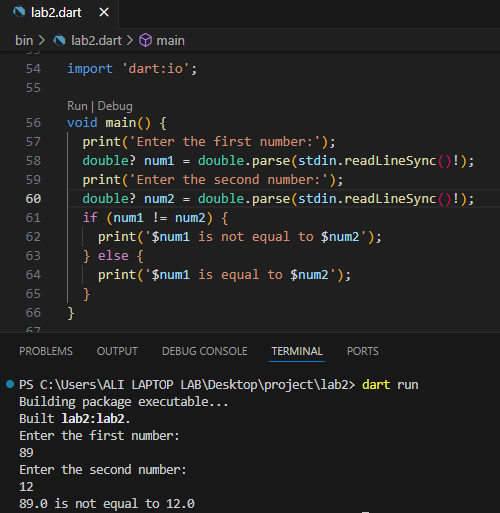 lab2.dart ×
bin > lab2.dart > main
54 import 'dart:io';
55
Run | Debug
56 void main() {
57   print('Enter the first number:');
58   double? num1 = double.parse(stdin.readLineSync()!);
59   print('Enter the second number:');
60   double? num2 = double.parse(stdin.readLineSync()!);
61   if (num1 != num2) {
62     print('$num1 is not equal to $num2');
63   } else {
64     print('$num1 is equal to $num2');
65   }
66 }
67
PROBLEMS OUTPUT DEBUG CONSOLE TERMINAL PORTS
PS C:\Users\ALI LAPTOP LAB\Desktop\project\lab2> dart run
Building package executable...
Built lab2:lab2.
Enter the first number:
89
Enter the second number:
12
89.0 is not equal to 12.0